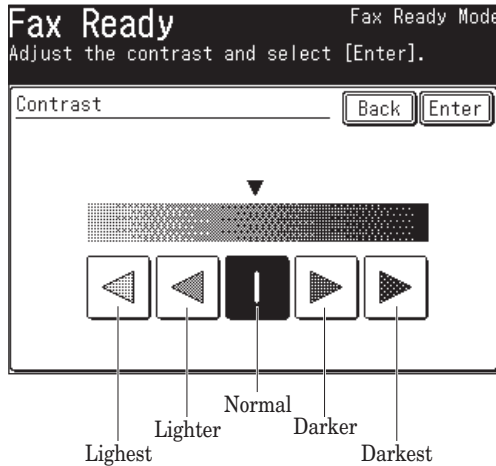 Fax Ready
Fax Ready Mode
Adjust the contrast and select [Enter].
Contrast
Back
Enter
Normal
Lighter
Darker
Lighest
Darkest